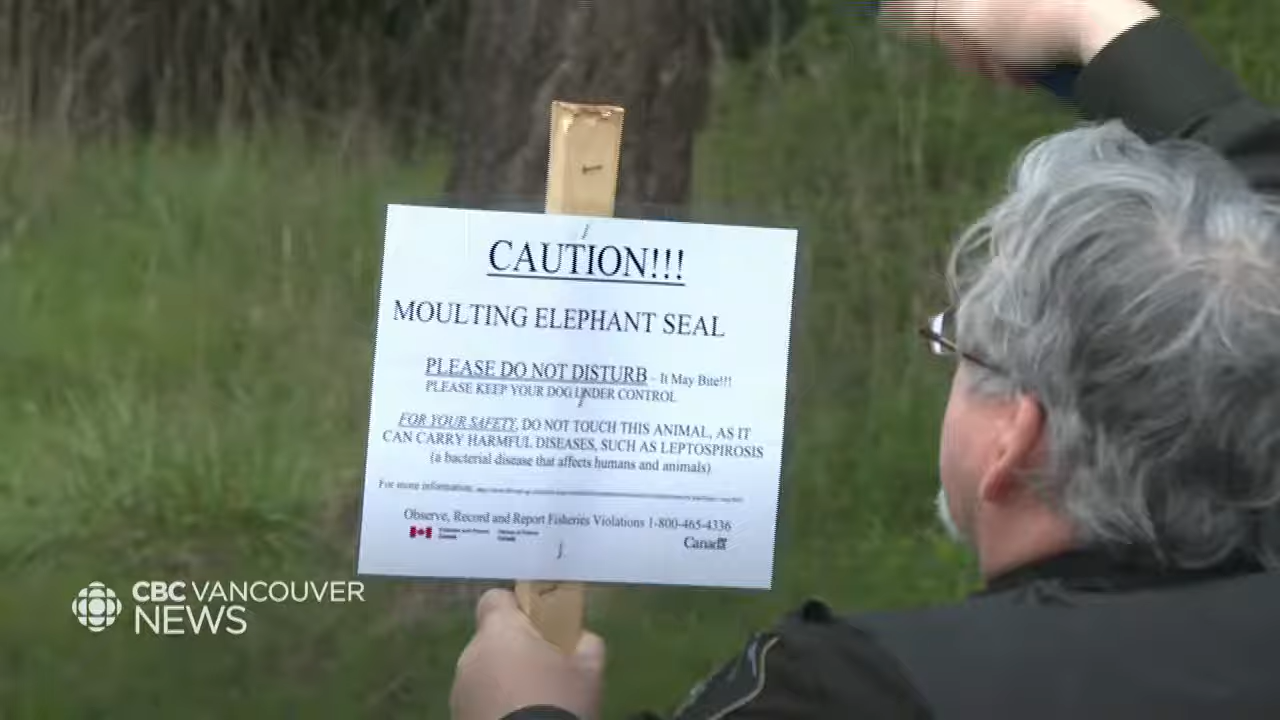 CAUTION!!!
MOULTING ELEPHANT SEAL
PLEASE DO NOT DISTURB - It May Bite!!!
PLEASE KEEP YOUR DOG UNDER CONTROL
FOR YOUR SAFETY, DO NOT TOUCH THIS ANIMAL, AS IT
CAN CARRY HARMFUL DISEASES, SUCH AS LEPTOSPIROSIS
(a bacterial disease that affects humans and animals)
For more information:
Observe, Record and Report Fisheries Violations 1-800-465-4336
Canada
CBC VANCOUVER
NEWS